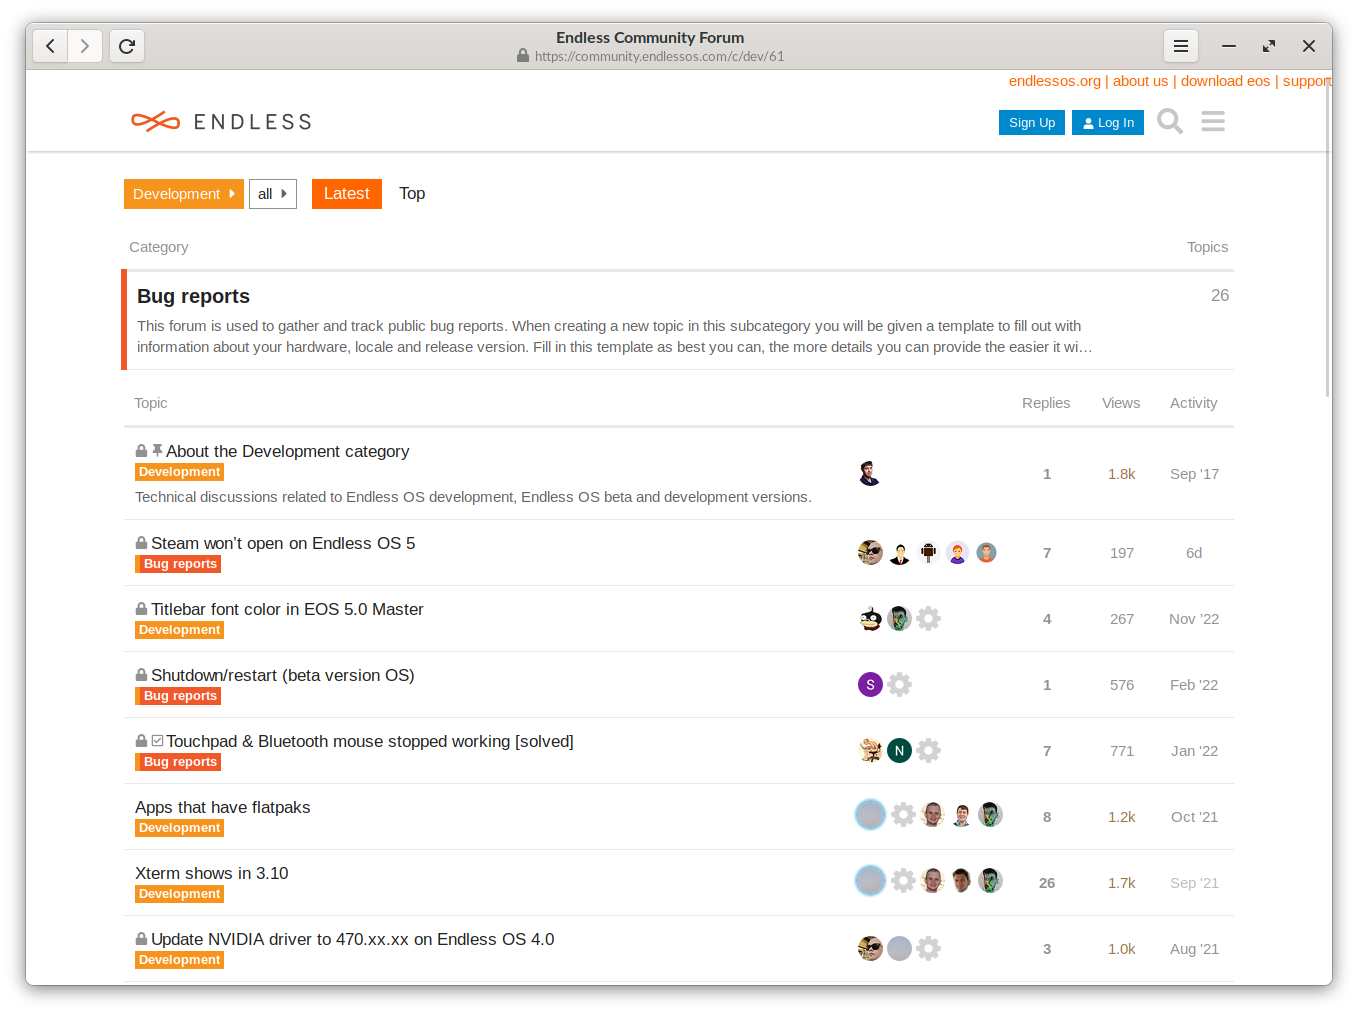 Endless Community Forum
https://community.endlessos.com/c/dev/61
endlessos.org | about us | download eos | support
ENDLESS
Sign Up
Log In
Development
all
Latest
Top
Category
Topics
Bug reports
26
This forum is used to gather and track public bug reports. When creating a new topic in this subcategory you will be given a template to fill out with
information about your hardware, locale and release version. Fill in this template as best you can, the more details you can provide the easier it wi…
Topic
Replies
Views
Activity
About the Development category
Development
Technical discussions related to Endless OS development, Endless OS beta and development versions.
1
1.8k
Sep '17
Steam won’t open on Endless OS 5
Bug reports
7
197
6d
Titlebar font color in EOS 5.0 Master
Development
4
267
Nov '22
Shutdown/restart (beta version OS)
Bug reports
S
1
576
Feb '22
Touchpad & Bluetooth mouse stopped working [solved]
Bug reports
N
7
771
Jan '22
Apps that have flatpaks
Development
8
1.2k
Oct '21
Xterm shows in 3.10
Development
26
1.7k
Sep '21
Update NVIDIA driver to 470.xx.xx on Endless OS 4.0
Development
3
1.0k
Aug '21